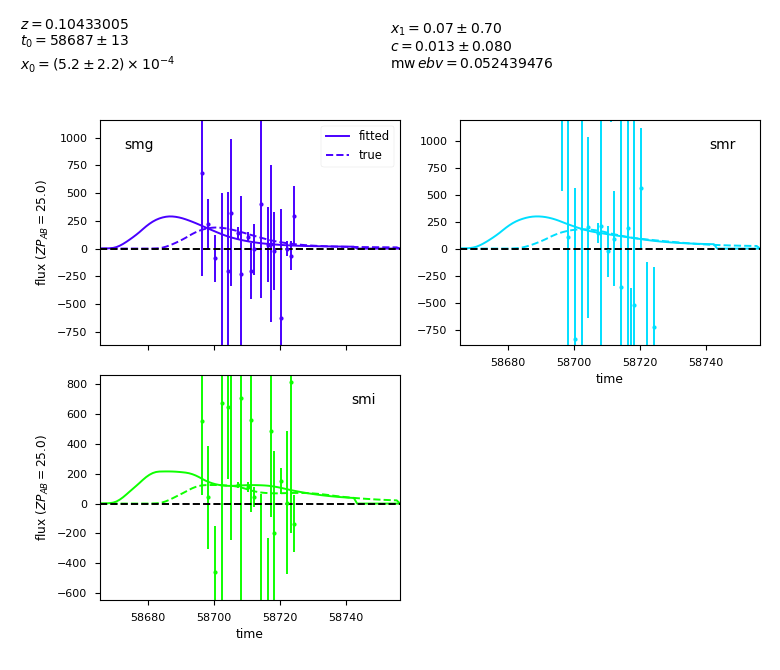 z = 0.10433005
t₀ = 58687 ± 13
x₀ = (5.2 ± 2.2) × 10⁻⁴
x₁ = 0.07 ± 0.70
c = 0.013 ± 0.080
mw ebv = 0.052439476
smg
fitted
true
1000
750
500
250
0
−250
−500
−750
flux (ZP_AB = 25.0)
smr
1000
750
500
250
0
−250
−500
−750
58680 58700 58720 58740
time
smi
800
600
400
200
0
−200
−400
−600
flux (ZP_AB = 25.0)
58680 58700 58720 58740
time